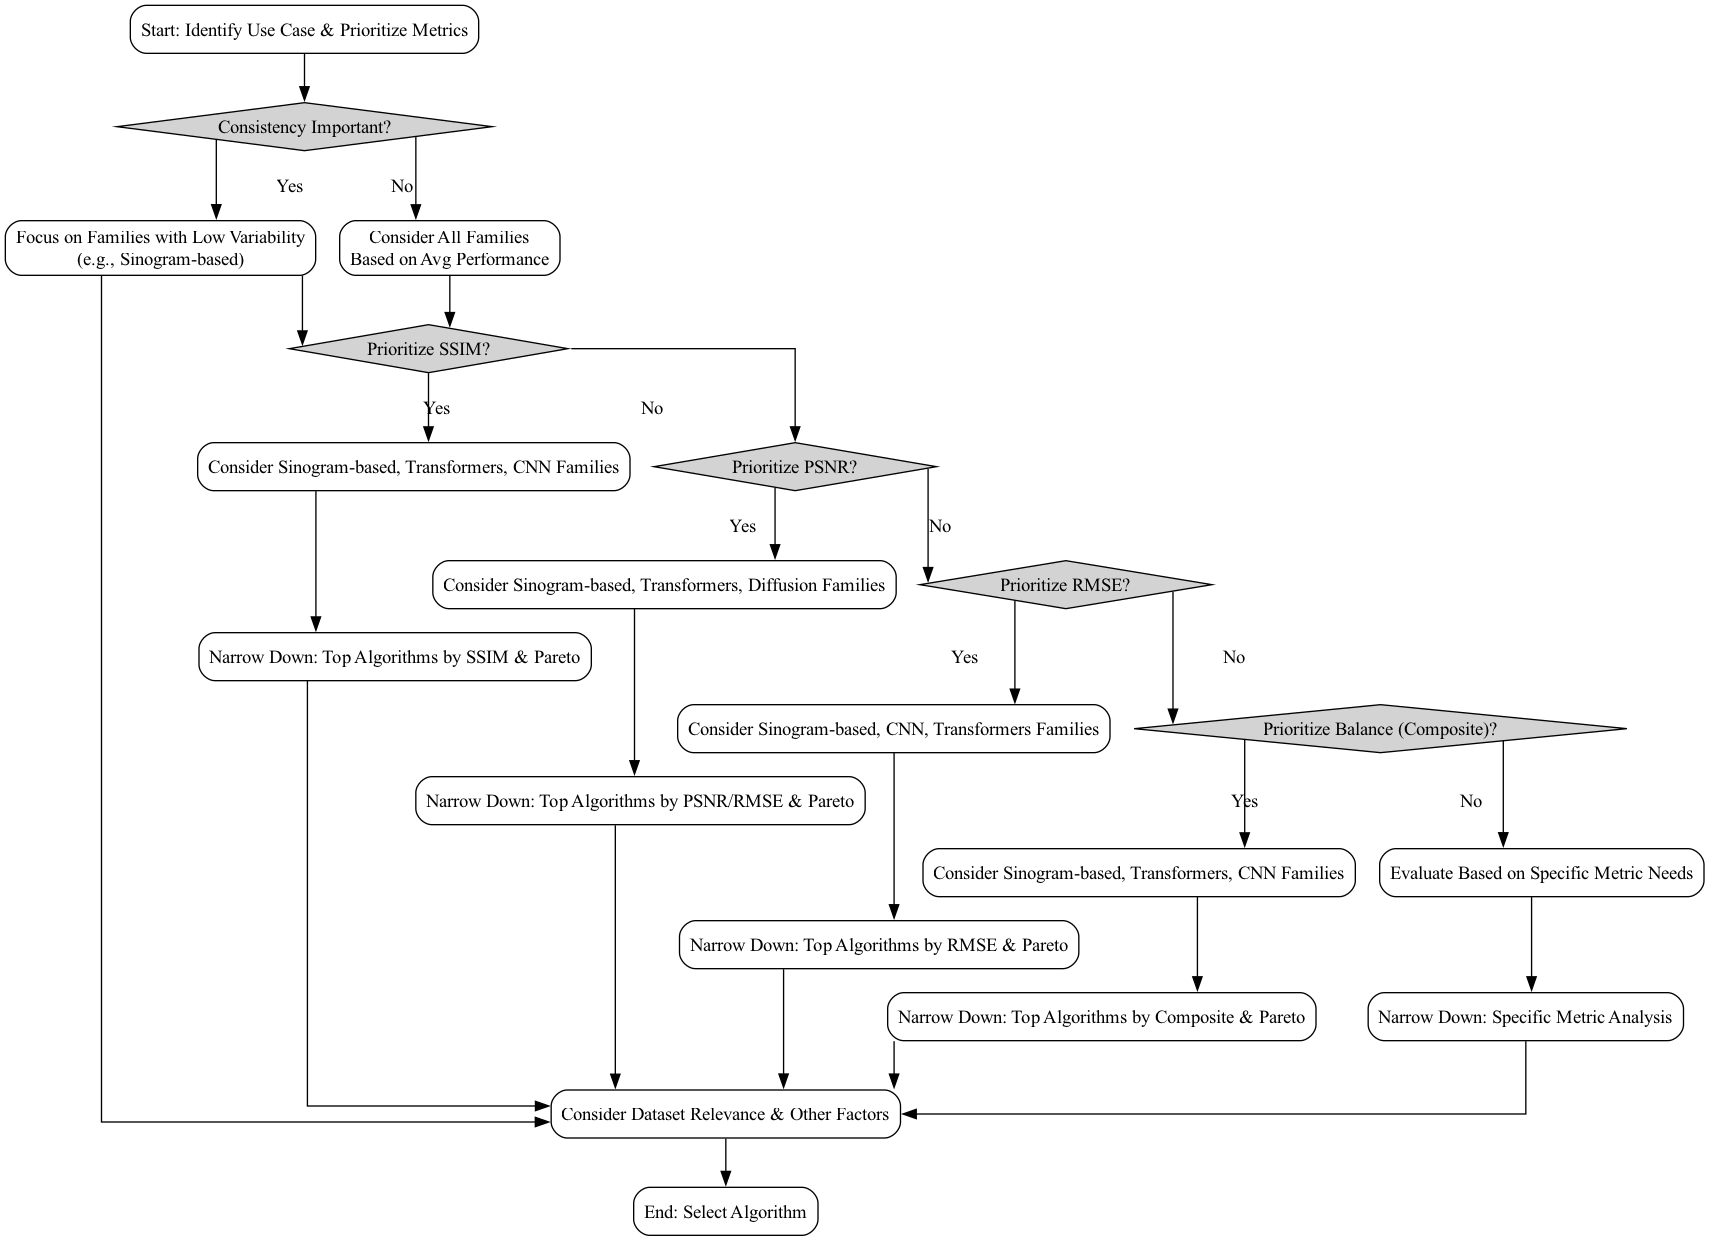 Start: Identify Use Case & Prioritize Metrics
Consistency Important?
Yes
No
Focus on Families with Low Variability
(e.g., Sinogram-based)
Consider All Families
Based on Avg Performance
Prioritize SSIM?
Yes
No
Consider Sinogram-based, Transformers, CNN Families
Prioritize PSNR?
Yes
No
Consider Sinogram-based, Transformers, Diffusion Families
Prioritize RMSE?
Narrow Down: Top Algorithms by SSIM & Pareto
Yes
No
Consider Sinogram-based, CNN, Transformers Families
Prioritize Balance (Composite)?
Narrow Down: Top Algorithms by PSNR/RMSE & Pareto
Yes
No
Consider Sinogram-based, Transformers, CNN Families
Evaluate Based on Specific Metric Needs
Narrow Down: Top Algorithms by RMSE & Pareto
Narrow Down: Top Algorithms by Composite & Pareto
Narrow Down: Specific Metric Analysis
Consider Dataset Relevance & Other Factors
End: Select Algorithm